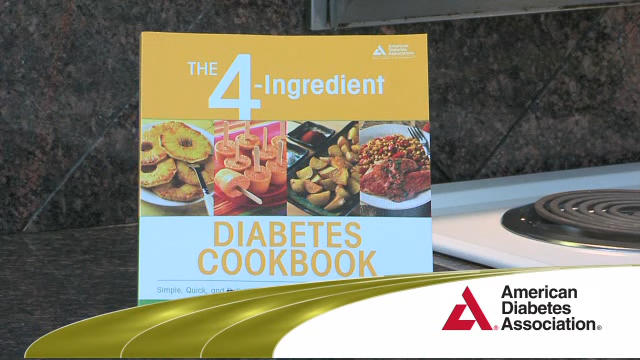 American
Diabetes
Association.
THE 4-Ingredient
DIABETES
COOKBOOK
Simple, Quick, and
American
Diabetes
Association®